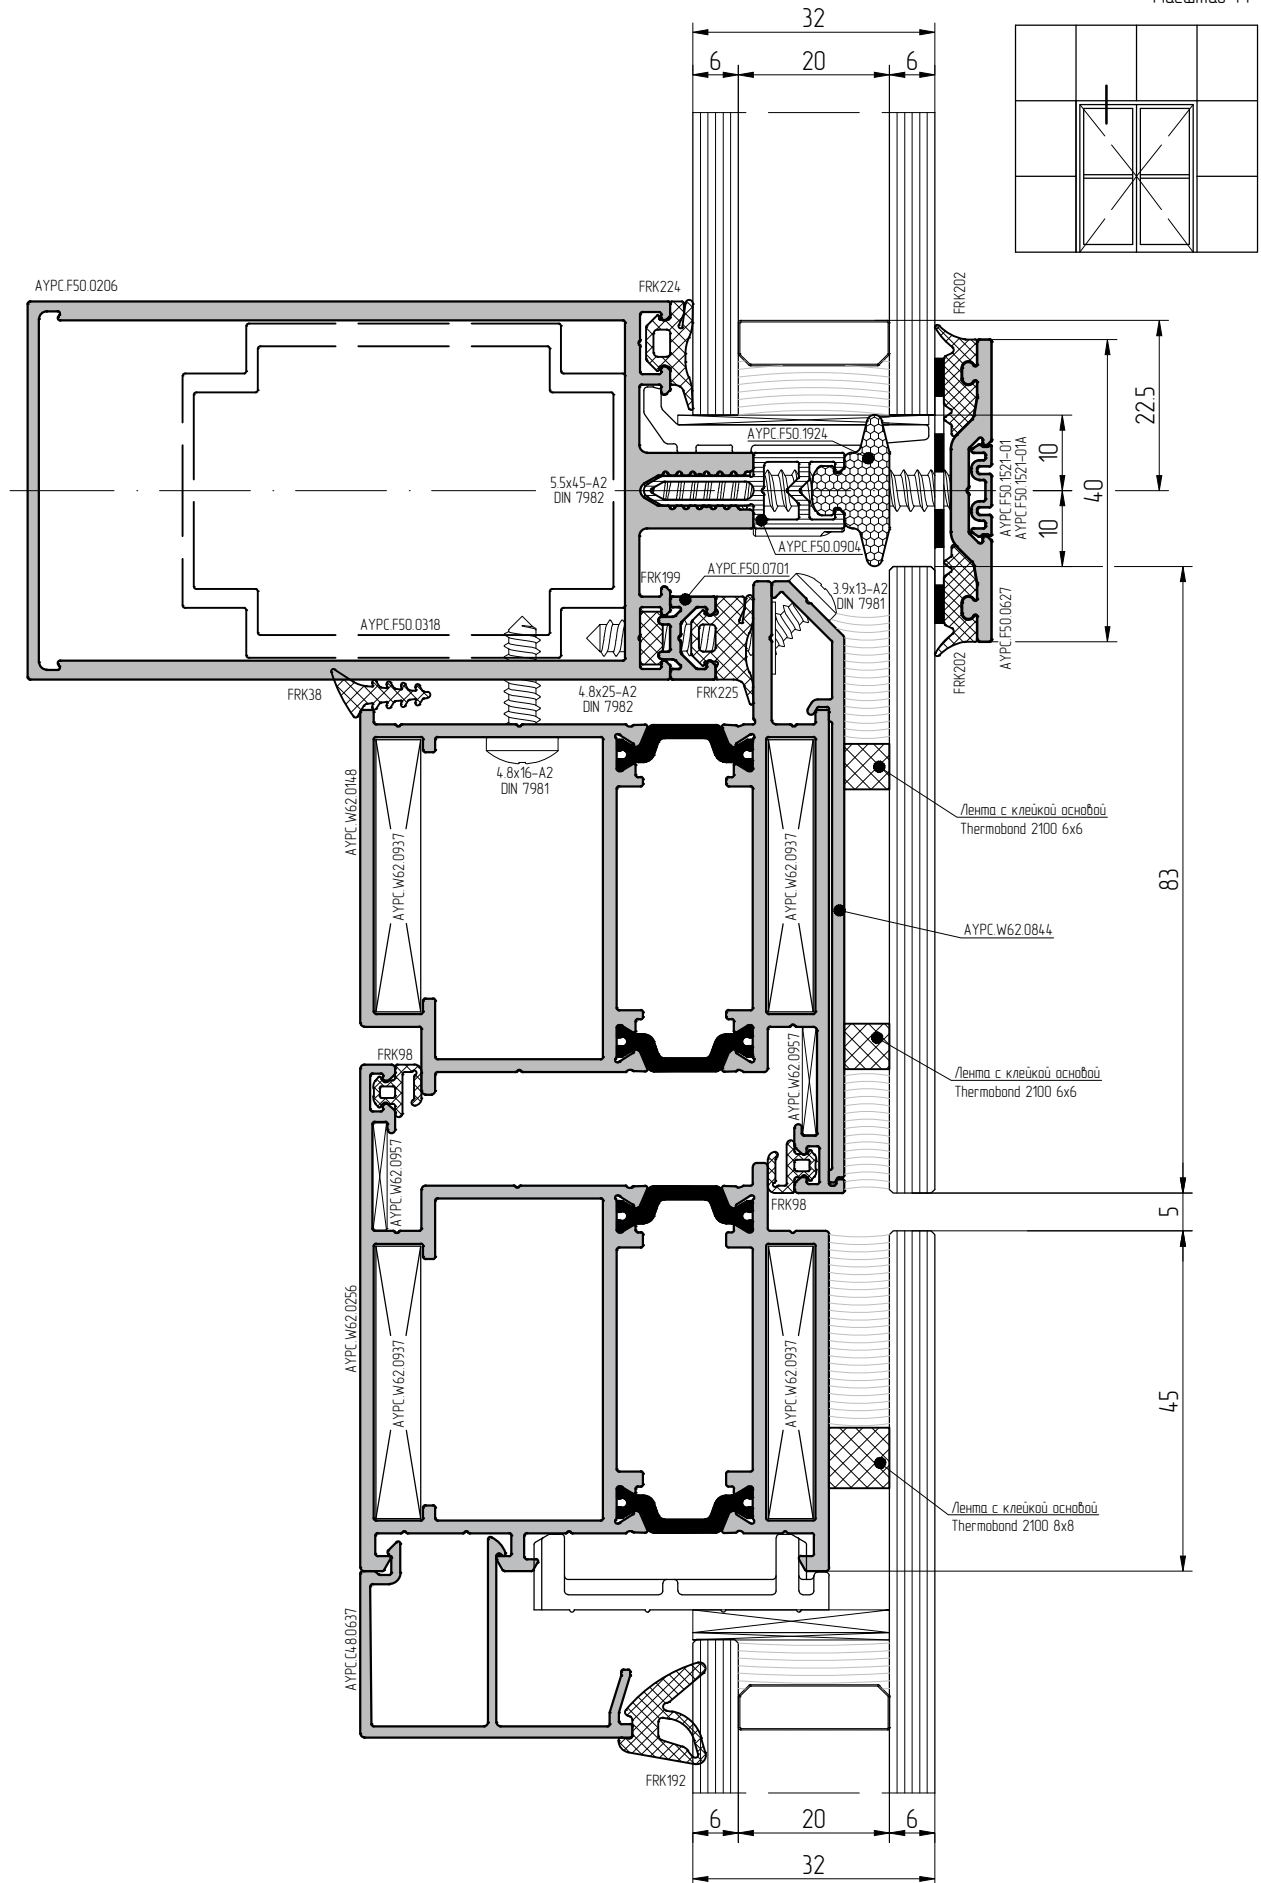 Масштаб 1:1
32
6
20
6
AYPC.F50.0206
FRK224
FRK202
22.5
AYPC.F50.1924
10
40
5.5x45-A2
DIN 7982
AYPC.F50.1521-01
AYPC.F50.1521-01A
10
AYPC.F50.0904
AYPC.F50.0701
FRK199
3.9x13-A2
DIN 7981
AYPC.F50.0318
AYPC.F50.0627
FRK202
FRK38
4.8x25-A2
DIN 7982
FRK225
4.8x16-A2
DIN 7981
AYPC.W62.0148
AYPC.W62.0937
AYPC.W62.0937
Лента с клейкой основой
Thermobond 2100 6x6
83
AYPC.W62.0844
FRK98
AYPC.W62.0957
Лента с клейкой основой
Thermobond 2100 6x6
AYPC.W62.0957
FRK98
5
AYPC.W62.0256
AYPC.W62.0937
AYPC.W62.0937
45
Лента с клейкой основой
Thermobond 2100 8x8
AYPC.C48.0637
FRK192
6
20
6
32